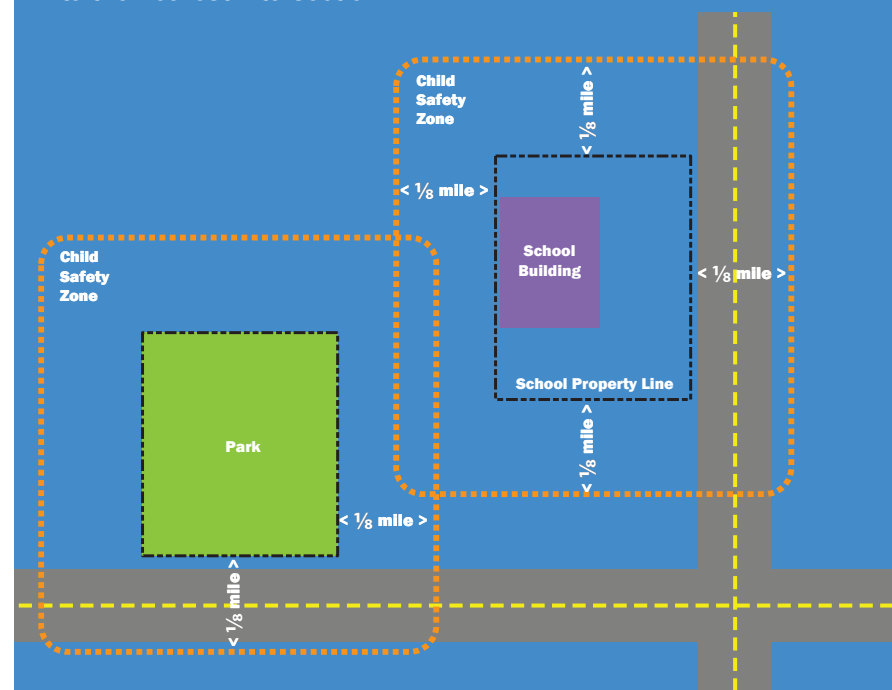 Child
Safety
Zone
< ⅛ mile >
< ⅛ mile >
School
Building
< ⅛ mile >
School Property Line
< ⅛ mile >
Child
Safety
Zone
Park
< ⅛ mile >
< ⅛ mile >